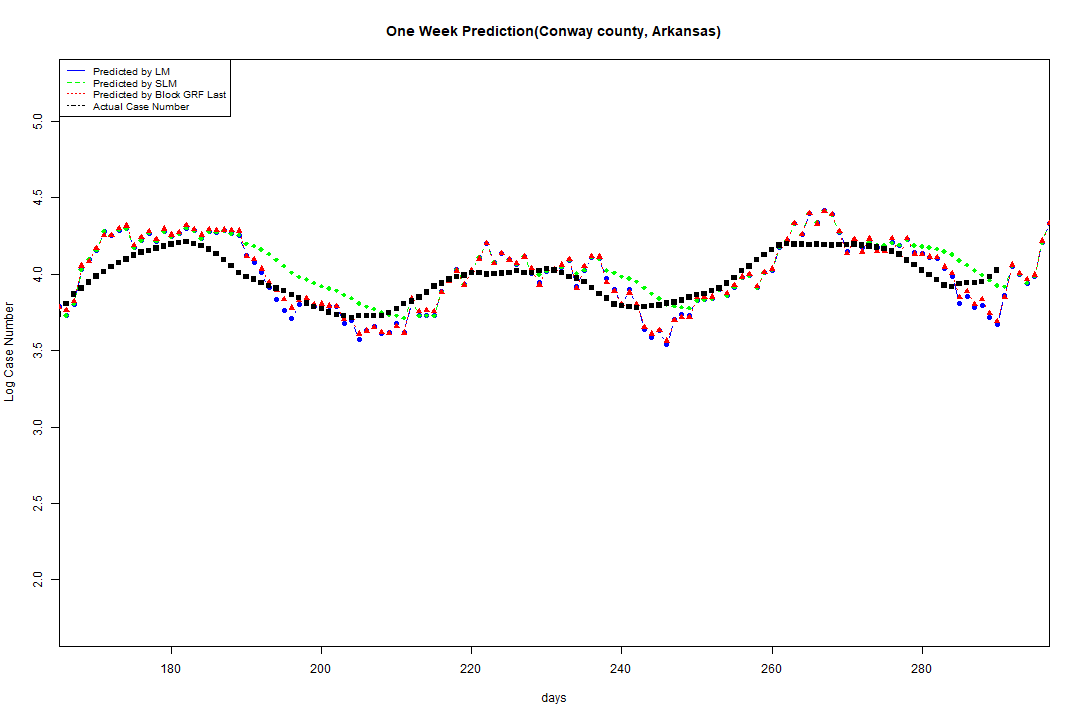 One Week Prediction(Conway county, Arkansas)
Predicted by LM
Predicted by SLM
Predicted by Block GRF Last
Actual Case Number
5.0
4.5
4.0
3.5
3.0
2.5
2.0
Log Case Number
180 200 220 240 260 280
days